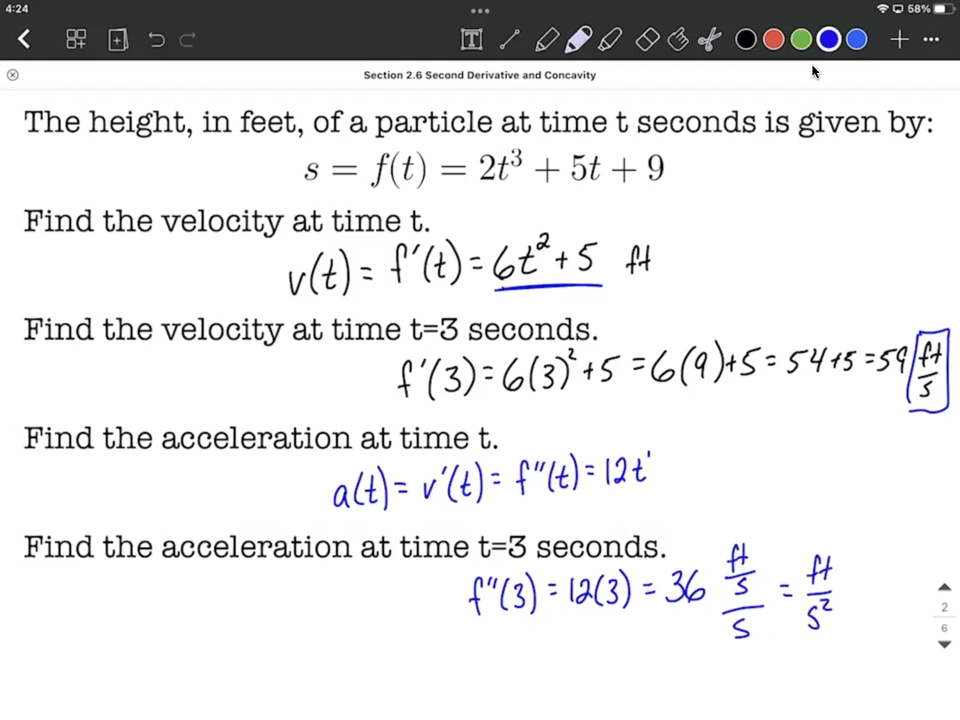 4:24
58%
Section 2.6 Second Derivative and Concavity
The height, in feet, of a particle at time t seconds is given by:
s = f(t) = 2t³ + 5t + 9
Find the velocity at time t.
v(t) = f'(t) = 6t² + 5 ft
Find the velocity at time t=3 seconds.
f'(3) = 6(3)² + 5 = 6(9) + 5 = 54 + 5 = 59 ft/s
Find the acceleration at time t.
a(t) = v'(t) = f"(t) = 12t'
Find the acceleration at time t=3 seconds.
f"(3) = 12(3) = 36 ft/s/s = ft/s²
2
6